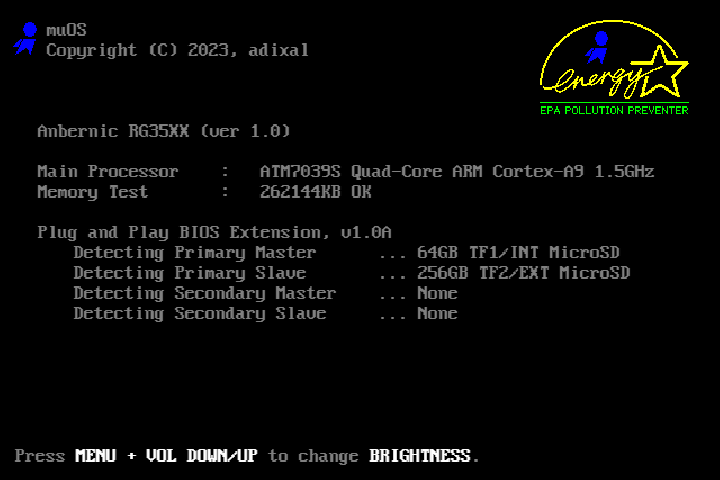 muOS
Copyright (C) 2023, adixal
energy
EPA POLLUTION PREVENTER
Anbernic RG35XX (ver 1.0)
Main Processor : ATM7039S Quad-Core ARM Cortex-A9 1.5GHz
Memory Test : 262144KB OK
Plug and Play BIOS Extension, v1.0A
Detecting Primary Master ... 64GB TF1/INT MicroSD
Detecting Primary Slave ... 256GB TF2/EXT MicroSD
Detecting Secondary Master ... None
Detecting Secondary Slave ... None
Press MENU + VOL DOWN/UP to change BRIGHTNESS.